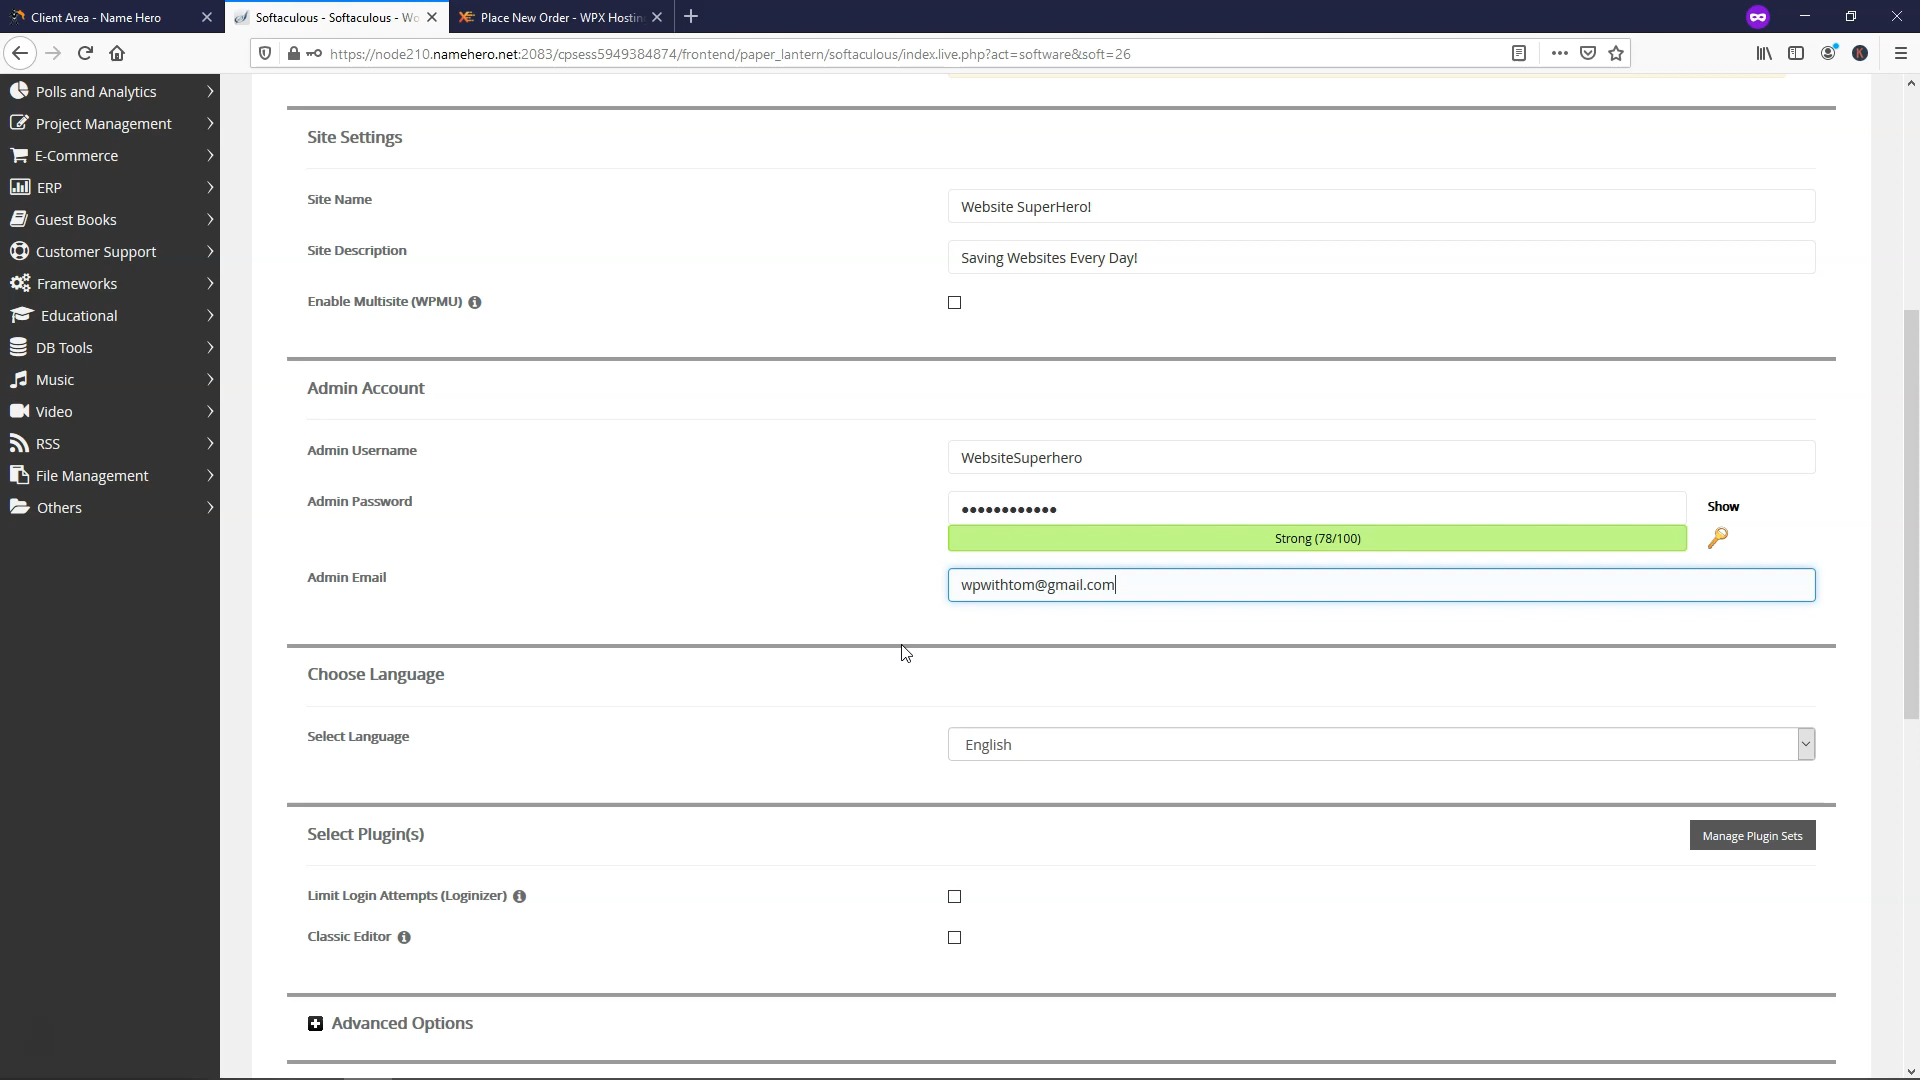 Client Area - Name Hero
Softaculous - Softaculous - Wo
Place New Order - WPX Hostin
https://node210.namehero.net:2083/cpsess5949384874/frontend/paper_lantern/softaculous/index.live.php?act=software&soft=26
Polls and Analytics
Project Management
E-Commerce
ERP
Guest Books
Customer Support
Frameworks
Educational
DB Tools
Music
Video
RSS
File Management
Others
Site Settings
Site Name
Website SuperHero!
Site Description
Saving Websites Every Day!
Enable Multisite (WPMU)
Admin Account
Admin Username
WebsiteSuperhero
Admin Password
Show
Strong (78/100)
Admin Email
wpwithtom@gmail.com
Choose Language
Select Language
English
Select Plugin(s)
Manage Plugin Sets
Limit Login Attempts (Loginizer)
Classic Editor
Advanced Options